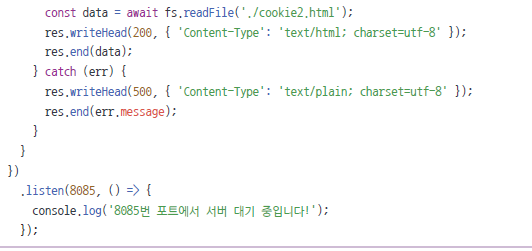 const data = await fs.readFile('./cookie2.html');
res.writeHead(200, { 'Content-Type': 'text/html; charset=utf-8' });
res.end(data);
} catch (err) {
res.writeHead(500, { 'Content-Type': 'text/plain; charset=utf-8' });
res.end(err.message);
}
}
})
.listen(8085, () => {
console.log('8085번 포트에서 서버 대기 중입니다!');
});